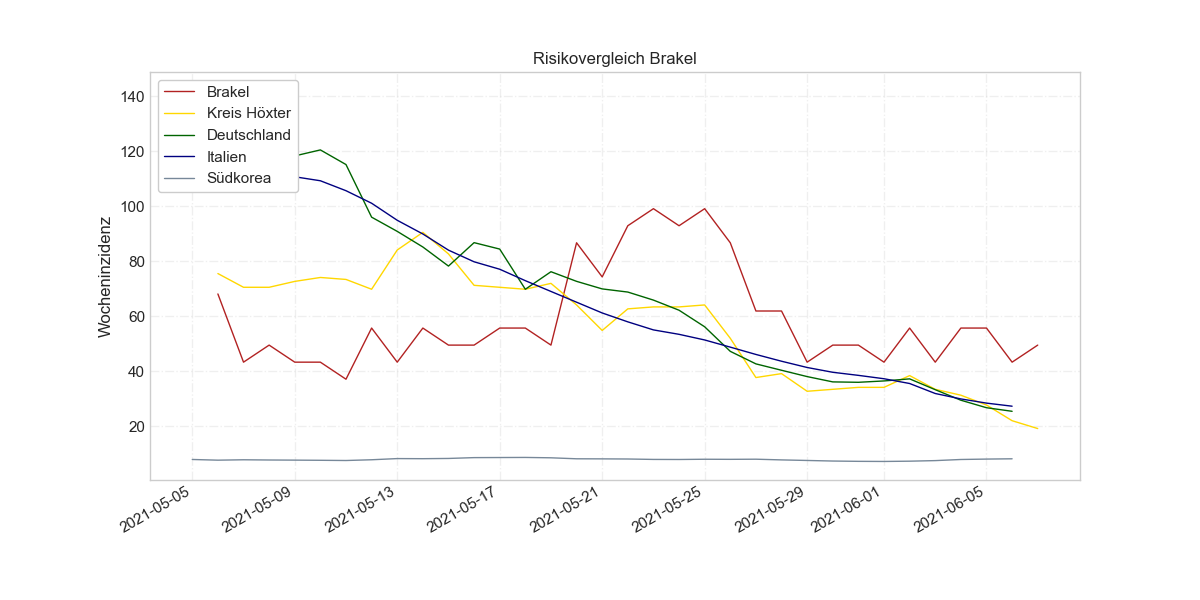 Risikovergleich Brakel
Brakel
Kreis Höxter
Deutschland
Italien
Südkorea
Wocheninzidenz
140
120
100
80
60
40
20
2021-05-05
2021-05-09
2021-05-13
2021-05-17
2021-05-21
2021-05-25
2021-05-29
2021-06-01
2021-06-05